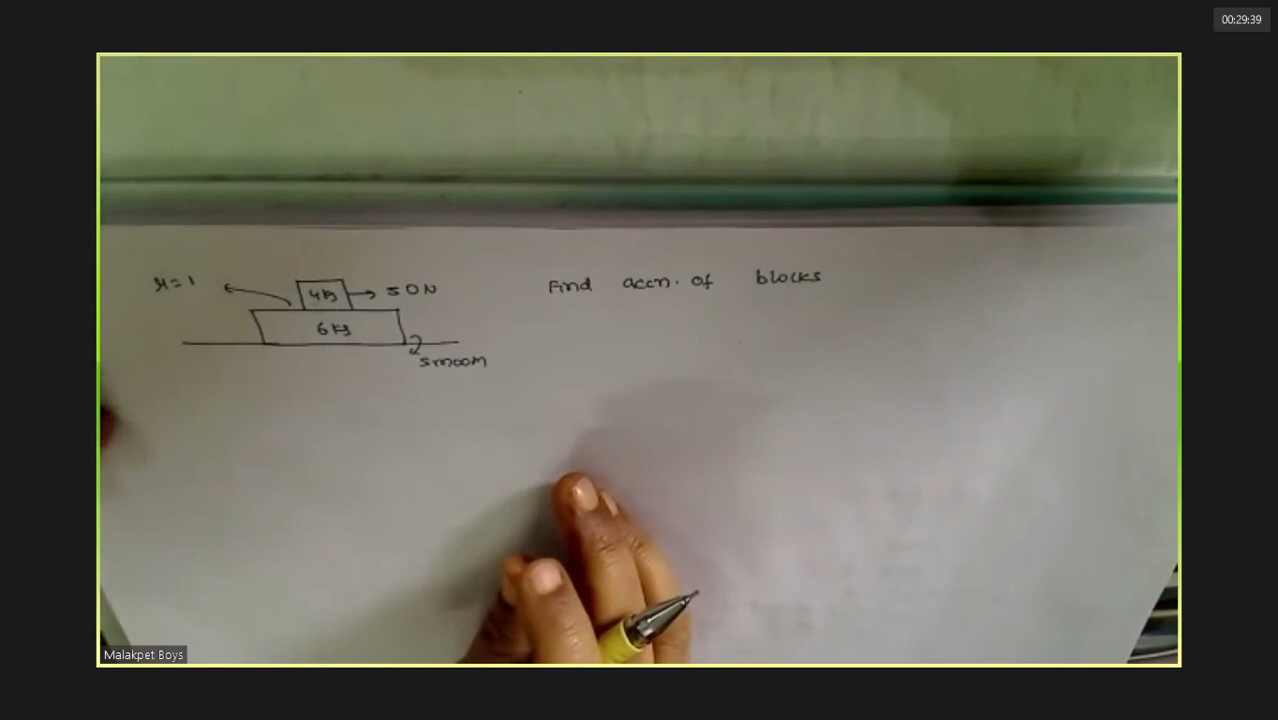 00:29:39
μ=1
4kg
50N
Find accn. of blocks
6kg
smooth
Malakpet Boys